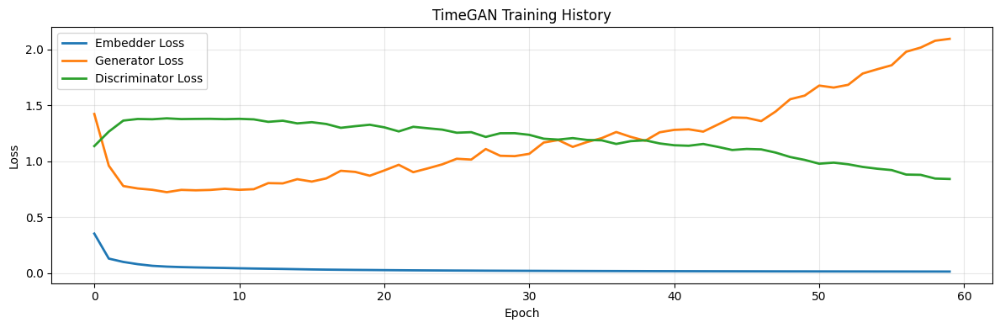 TimeGAN Training History
Embedder Loss
Generator Loss
Discriminator Loss
2.0
1.5
1.0
0.5
0.0
Loss
0 10 20 30 40 50 60
Epoch